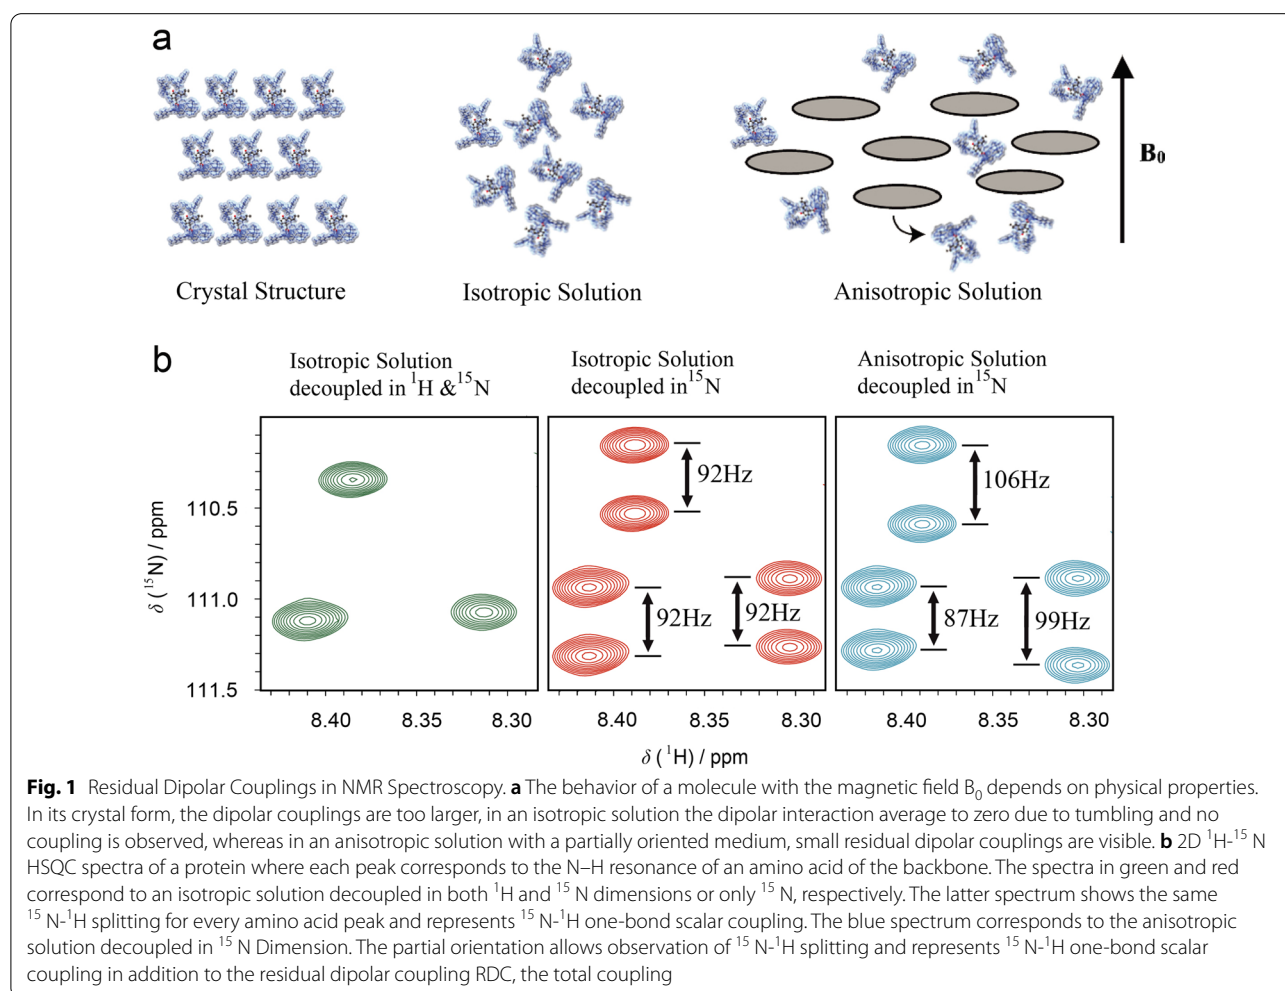 a
B0
Crystal Structure
Isotropic Solution
Anisotropic Solution
b
Isotropic Solution
decoupled in 1H & 15N
Isotropic Solution
decoupled in 15N
Anisotropic Solution
decoupled in 15N
δ (15N) / ppm
110.5
111.0
111.5
92Hz
92Hz
92Hz
106Hz
87Hz
99Hz
8.40
8.35
8.30
8.40
8.35
8.30
8.40
8.35
8.30
δ (1H) / ppm
Fig. 1 Residual Dipolar Couplings in NMR Spectroscopy. a The behavior of a molecule with the magnetic field B0 depends on physical properties.
In its crystal form, the dipolar couplings are too larger, in an isotropic solution the dipolar interaction average to zero due to tumbling and no
coupling is observed, whereas in an anisotropic solution with a partially oriented medium, small residual dipolar couplings are visible. b 2D 1H-15 N
HSQC spectra of a protein where each peak corresponds to the N–H resonance of an amino acid of the backbone. The spectra in green and red
correspond to an isotropic solution decoupled in both 1H and 15 N dimensions or only 15 N, respectively. The latter spectrum shows the same
15 N-1H splitting for every amino acid peak and represents 15 N-1H one-bond scalar coupling. The blue spectrum corresponds to the anisotropic
solution decoupled in 15 N Dimension. The partial orientation allows observation of 15 N-1H splitting and represents 15 N-1H one-bond scalar
coupling in addition to the residual dipolar coupling RDC, the total coupling